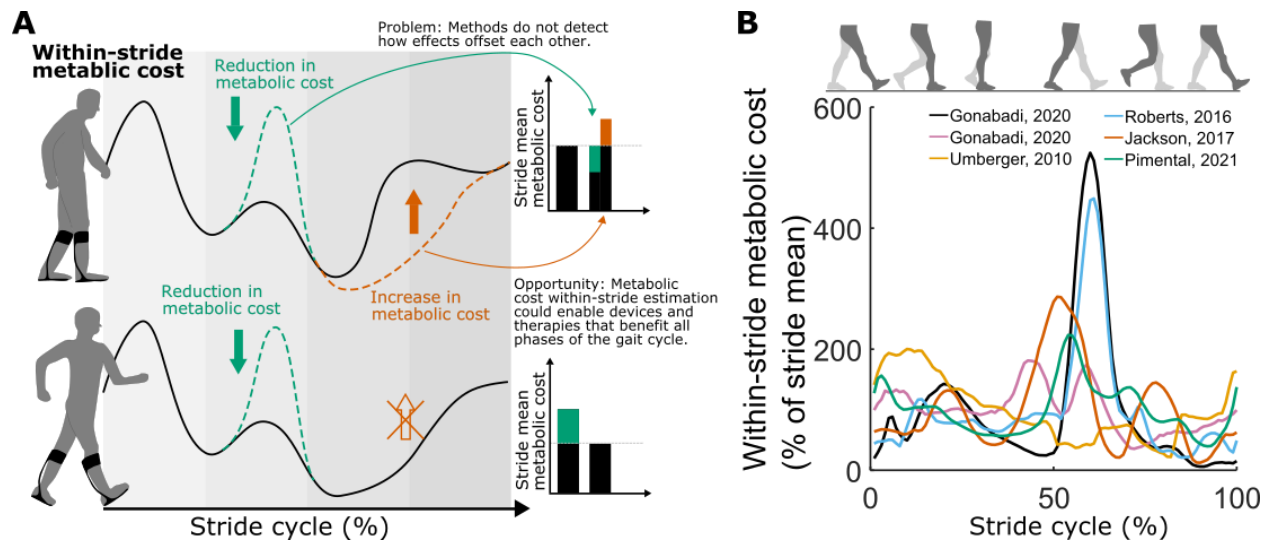 A
Within-stride
metablic cost
Problem: Methods do not detect
how effects offset each other.
Reduction in
metabolic cost
Stride mean
metabolic cost
Increase in
metabolic cost
Reduction in
metabolic cost
Opportunity: Metabolic
cost within-stride estimation
could enable devices and
therapies that benefit all
phases of the gait cycle.
Stride mean
metabolic cost
Stride cycle (%)
B
Within-stride metabolic cost
(% of stride mean)
600
400
200
0
Gonabadi, 2020
Gonabadi, 2020
Umberger, 2010
Roberts, 2016
Jackson, 2017
Pimental, 2021
0
50
100
Stride cycle (%)